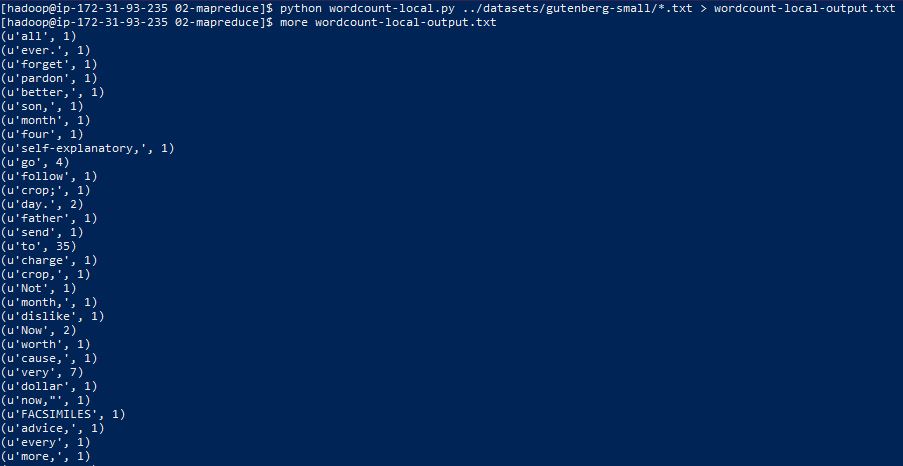 [hadoop@ip-172-31-93-235 02-mapreduce]$ python wordcount-local.py ../datasets/gutenberg-small/*.txt > wordcount-local-output.txt
[hadoop@ip-172-31-93-235 02-mapreduce]$ more wordcount-local-output.txt
(u'all', 1)
(u'ever.', 1)
(u'forget', 1)
(u'pardon', 1)
(u'better,', 1)
(u'son,', 1)
(u'month', 1)
(u'four', 1)
(u'self-explanatory,', 1)
(u'go', 4)
(u'follow', 1)
(u'crop;', 1)
(u'day.', 2)
(u'father', 1)
(u'send', 1)
(u'to', 35)
(u'charge', 1)
(u'crop,', 1)
(u'Not', 1)
(u'month,', 1)
(u'dislike', 1)
(u'Now', 2)
(u'worth', 1)
(u'cause,', 1)
(u'very', 7)
(u'dollar', 1)
(u'now,"', 1)
(u'FACSIMILES', 1)
(u'advice,', 1)
(u'every', 1)
(u'more,', 1)